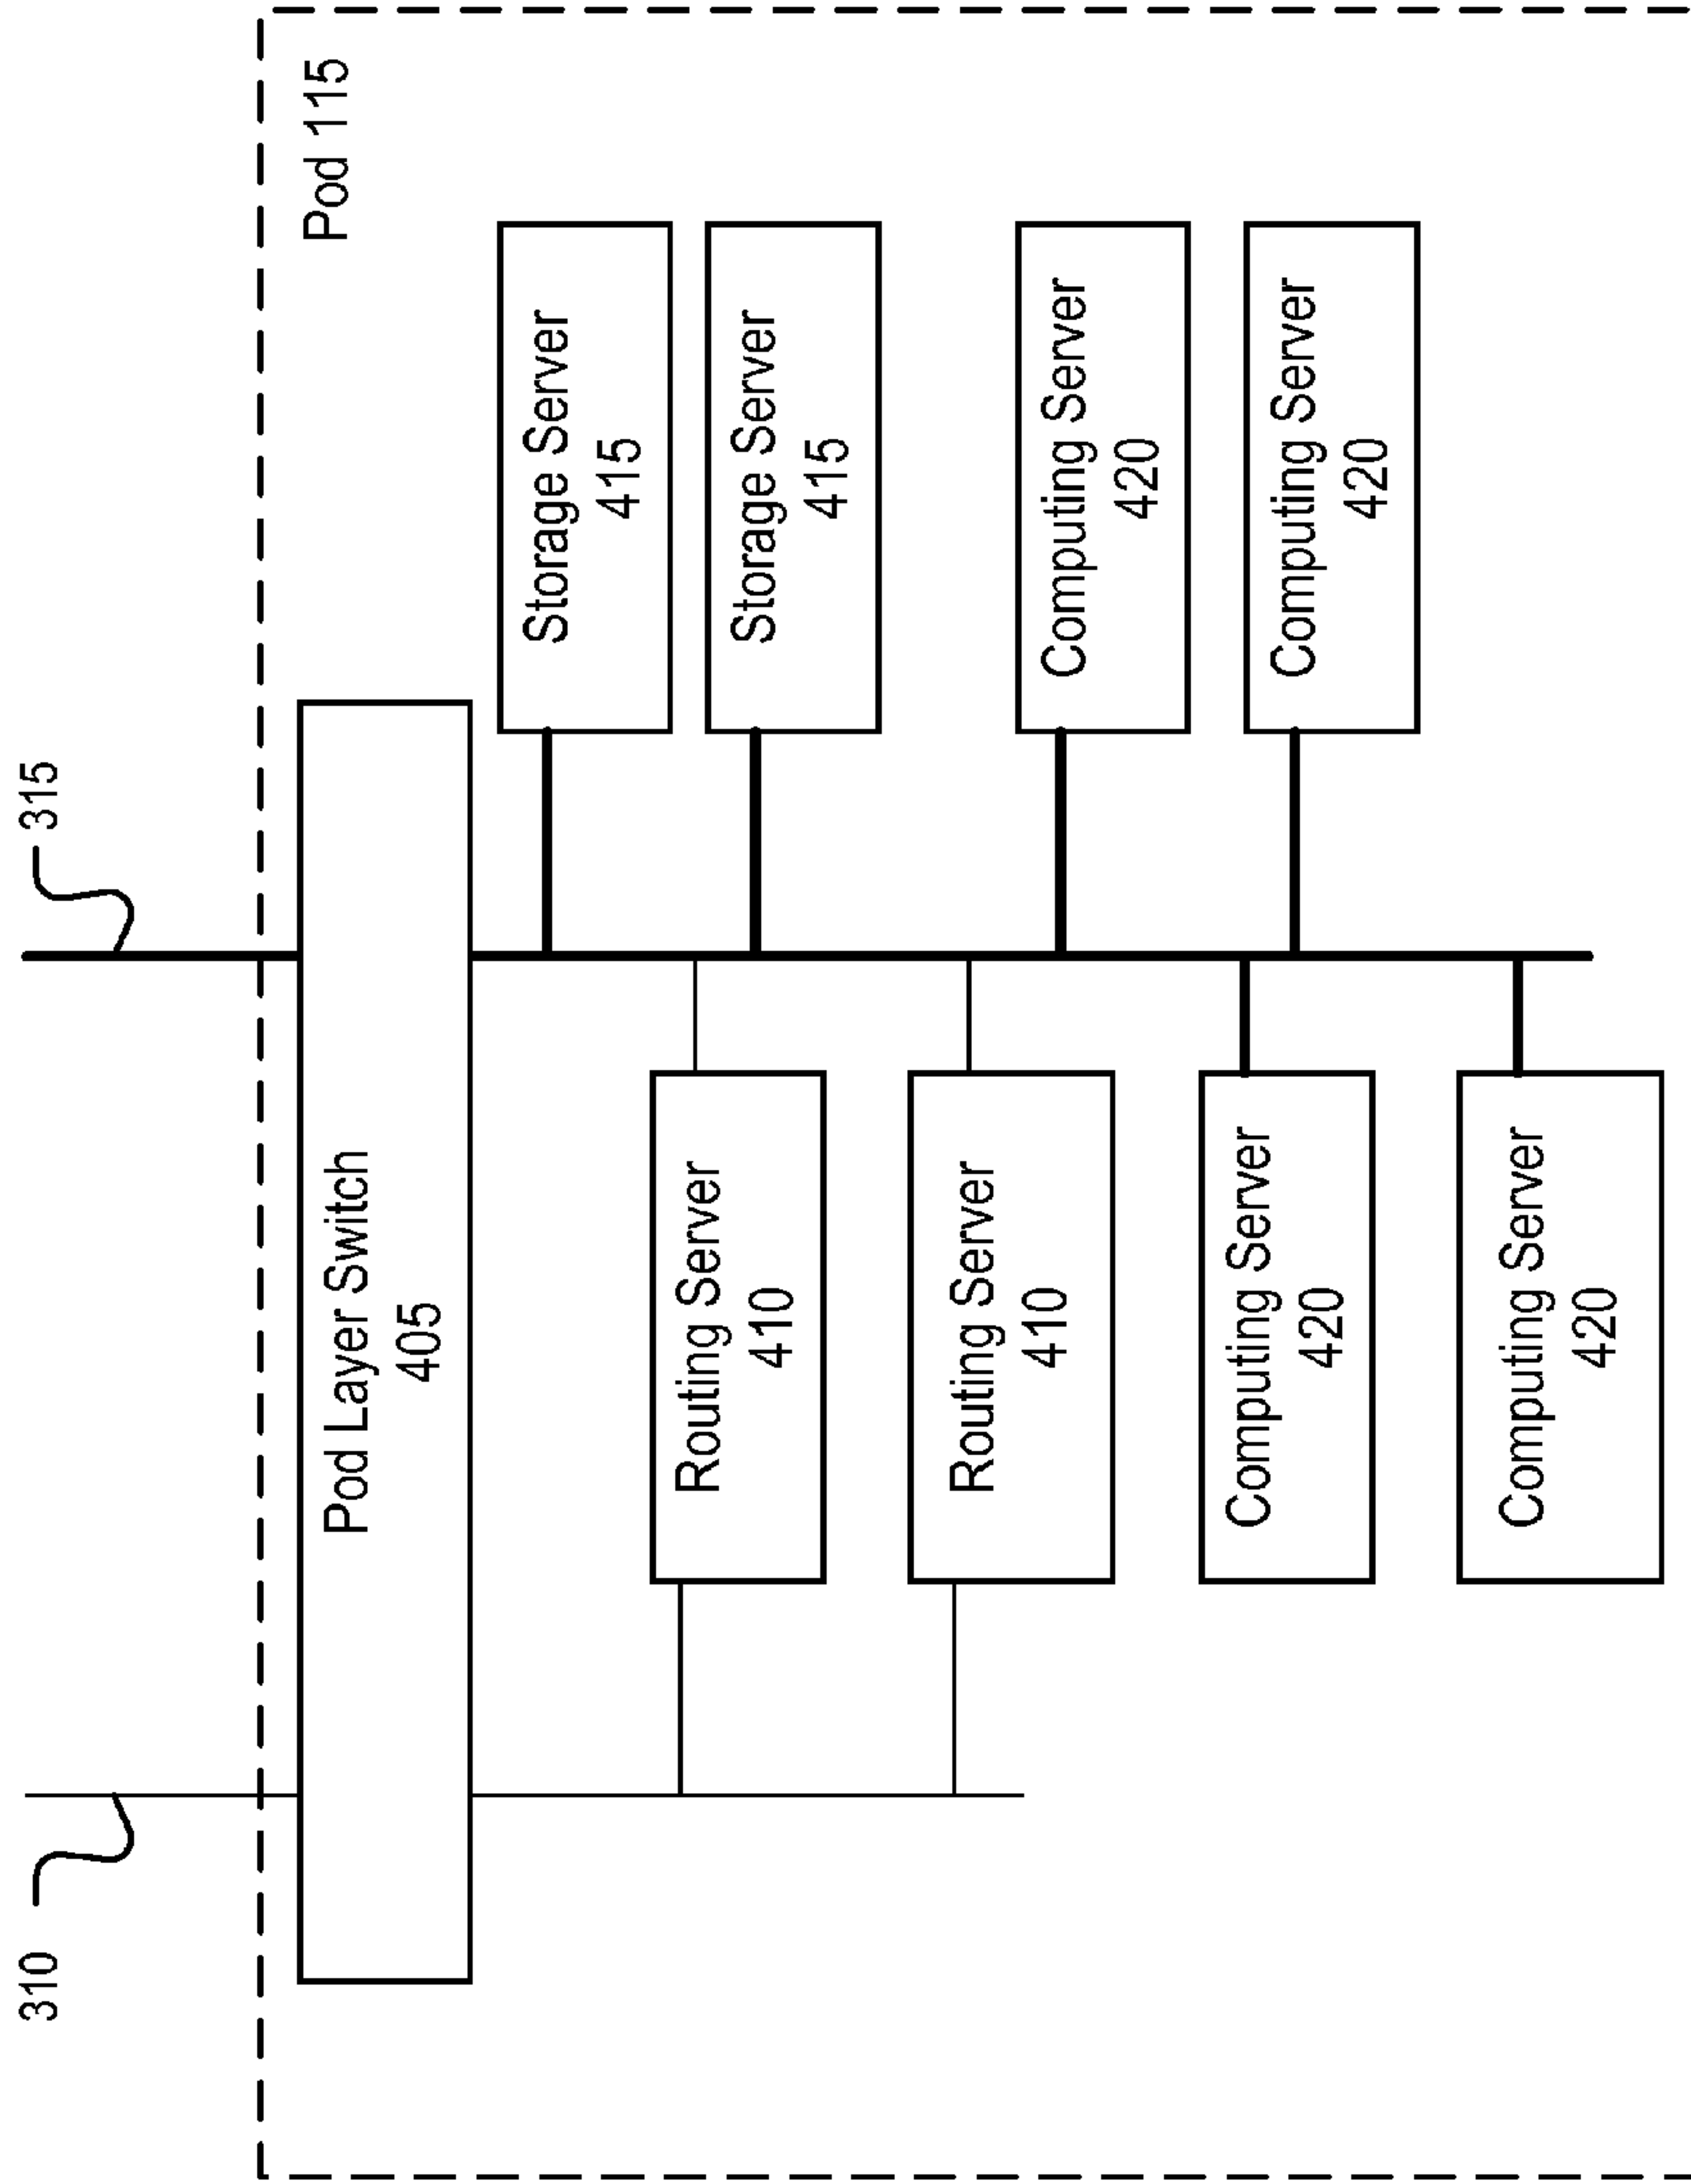 310
315
Pod 115
Pod Layer Switch
405
Storage Server
415
Routing Server
410
Storage Server
415
Routing Server
410
Computing Server
420
Computing Server
420
Computing Server
420
Computing Server
420